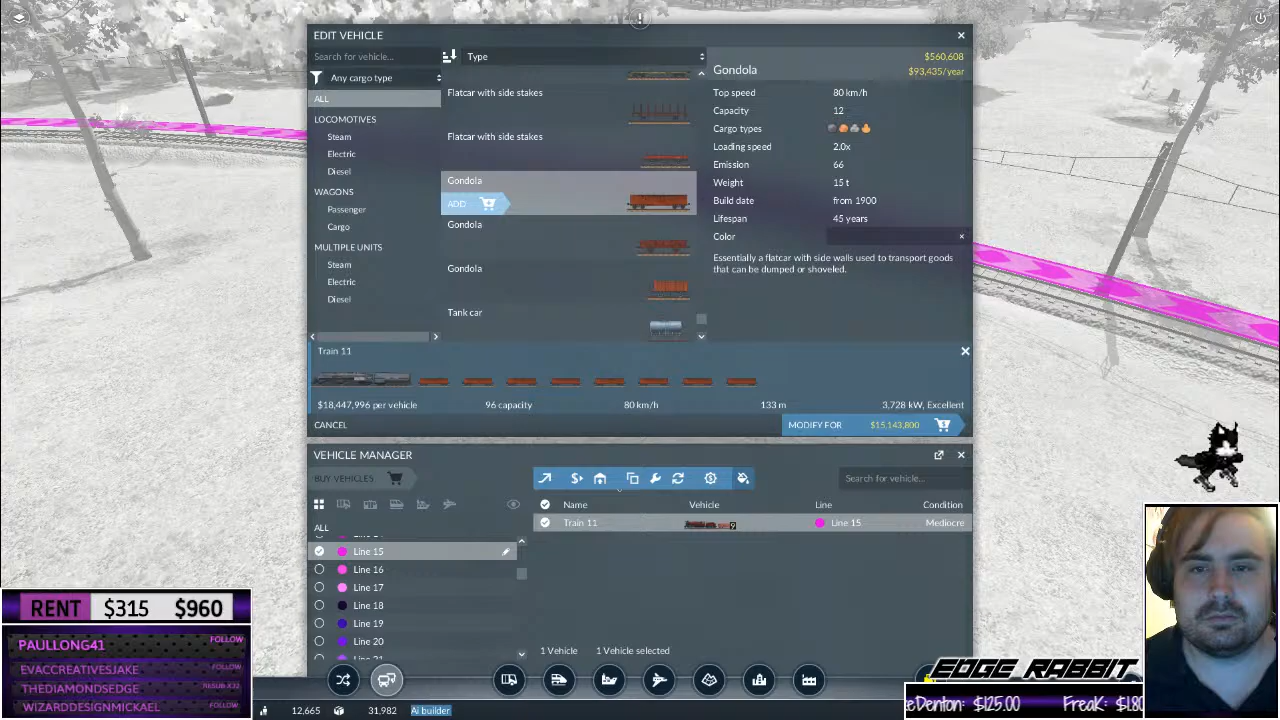 EDIT VEHICLE
Search for vehicle...
Type
$560,608
Gondola
$93,435/year
Any cargo type
ALL
LOCOMOTIVES
Steam
Electric
Diesel
WAGONS
Passenger
Cargo
MULTIPLE UNITS
Steam
Electric
Diesel
Flatcar with side stakes
Flatcar with side stakes
Gondola
ADD
Gondola
Gondola
Tank car
Top speed 80 km/h
Capacity 12
Cargo types
Loading speed 2.0x
Emission 66
Weight 15 t
Build date from 1900
Lifespan 45 years
Color
Essentially a flatcar with side walls used to transport goods
that can be dumped or shoveled.
Train 11
$18,447,996 per vehicle 96 capacity 80 km/h 133 m 3,728 kW, Excellent
CANCEL
MODIFY FOR $15,143,800
VEHICLE MANAGER
BUY VEHICLES
Search for vehicle...
ALL
Line 15
Line 16
Line 17
Line 18
Line 19
Line 20
Name Vehicle Line Condition
Train 11 Line 15 Mediocre
1 Vehicle 1 Vehicle selected
12,665 31,982 Ai builder
RENT $315 $960
PAULLONG41 FOLLOW
EVACCREATIVESJAKE FOLLOW
THEDIAMONDSEDGE RESUB X32
WIZARDDESIGNMICKAEL FOLLOW
EDGE RABBIT
eDenton: $125.00 FreaK: $1.80